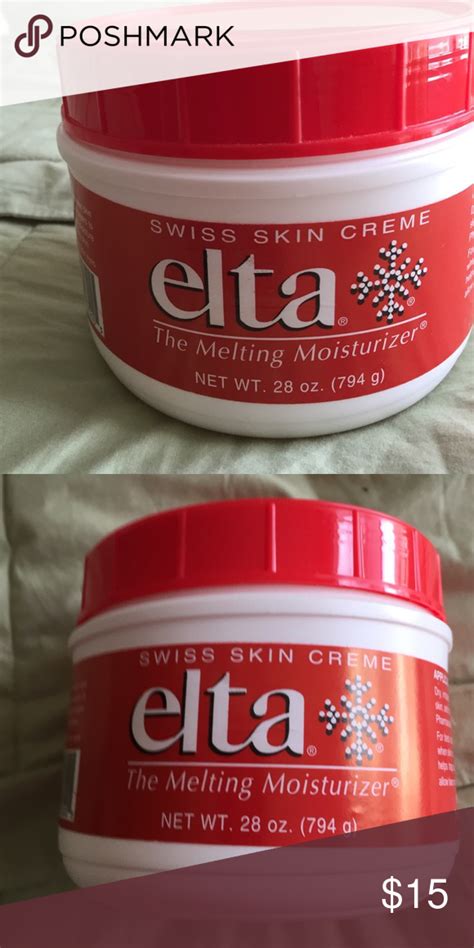 POSHMARK
SWISS SKIN CREME
elta®
®
The Melting Moisturizer®
NET WT. 28 oz. (794 g)
SWISS SKIN CREME
elta®
®
The Melting Moisturizer®
NET WT. 28 oz. (794 g)
$15